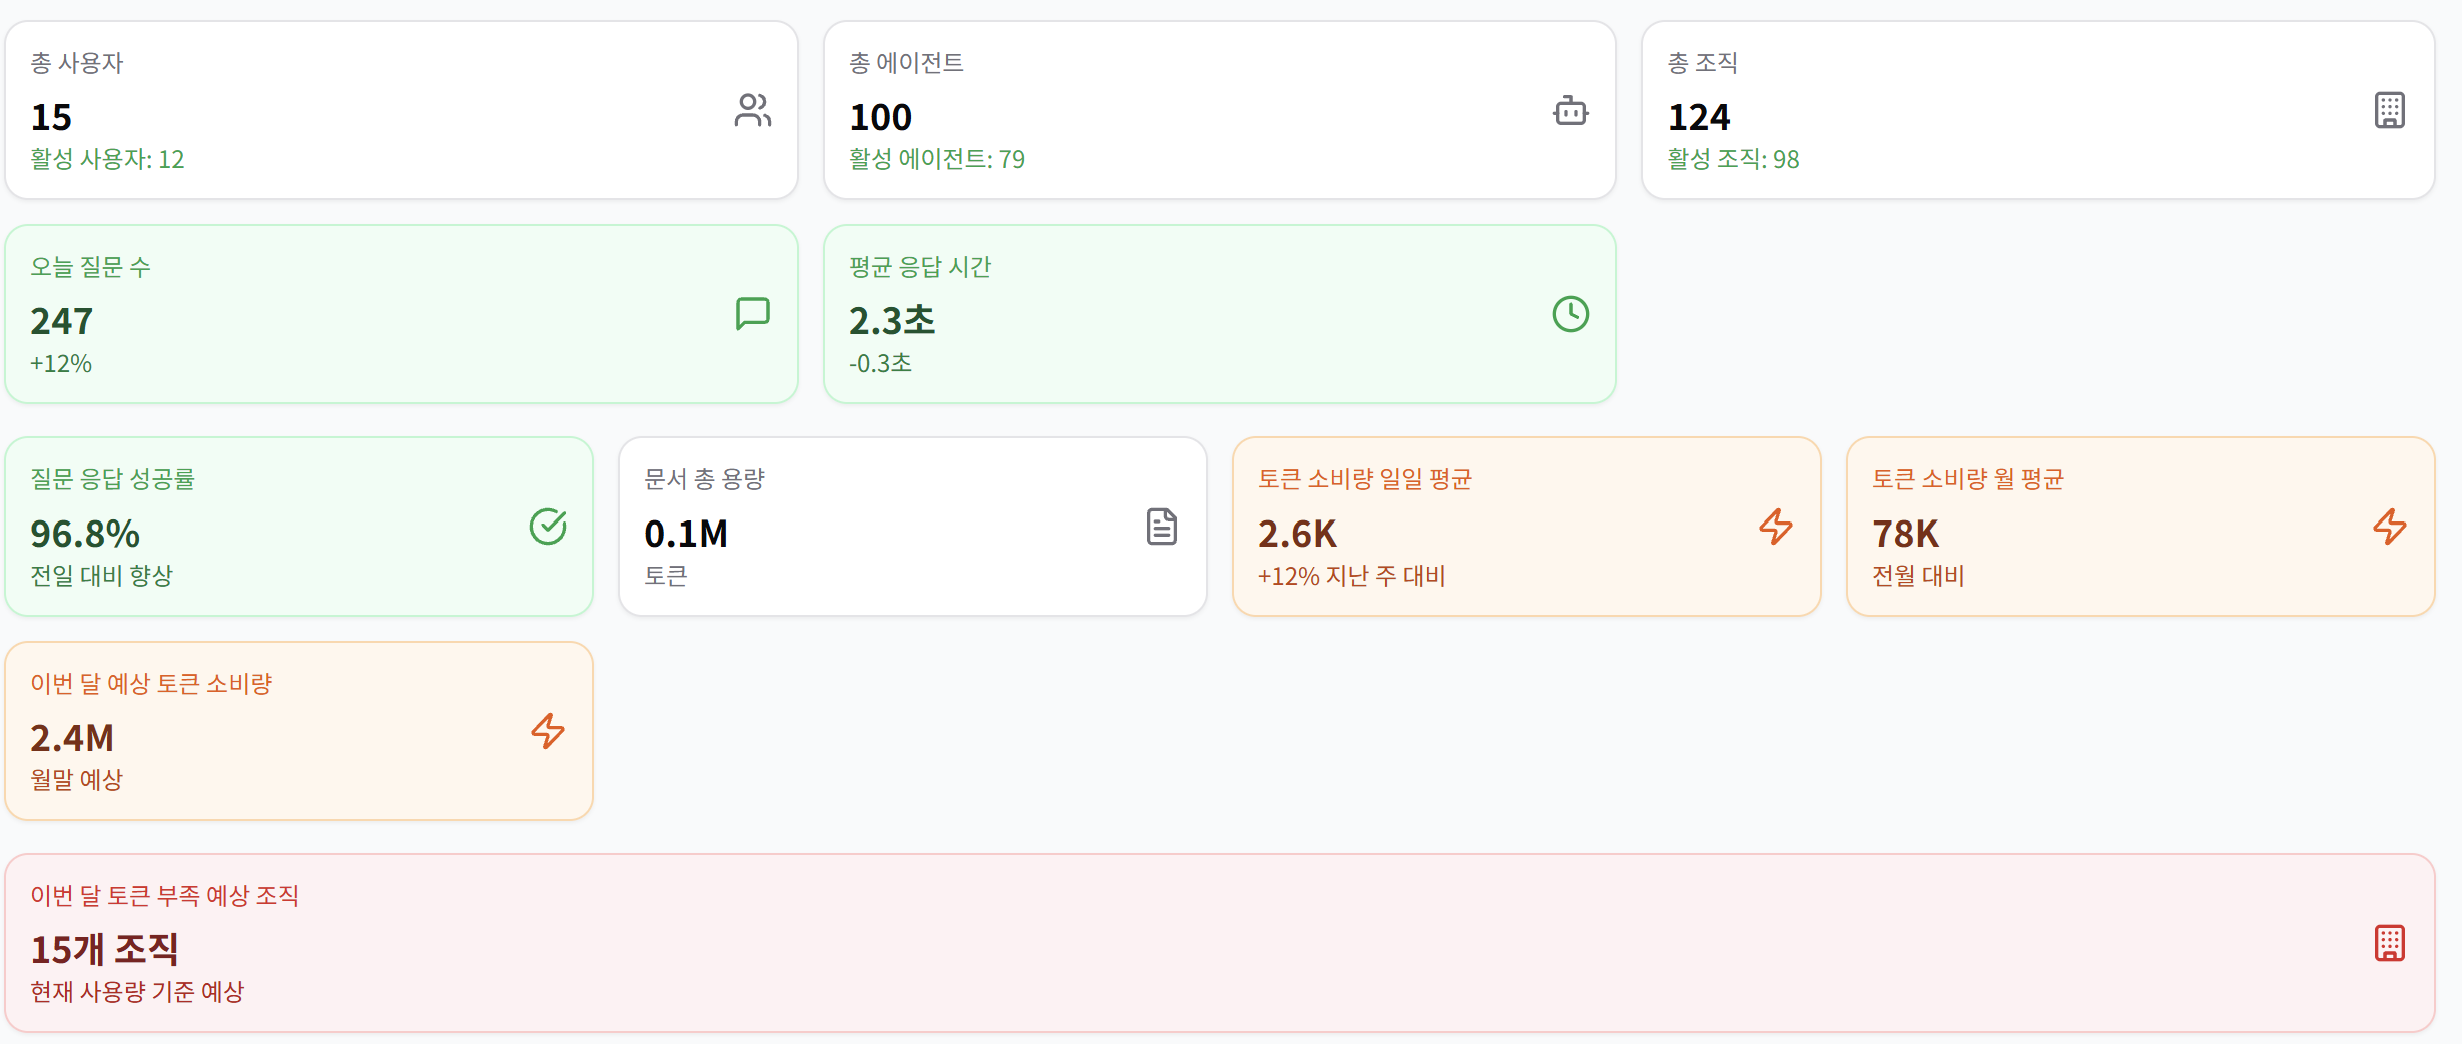 총 사용자
15
활성 사용자: 12
총 에이전트
100
활성 에이전트: 79
총 조직
124
활성 조직: 98
오늘 질문 수
247
+12%
평균 응답 시간
2.3초
-0.3초
질문 응답 성공률
96.8%
전일 대비 향상
문서 총 용량
0.1M
토큰
토큰 소비량 일일 평균
2.6K
+12% 지난 주 대비
토큰 소비량 월 평균
78K
전월 대비
이번 달 예상 토큰 소비량
2.4M
월말 예상
이번 달 토큰 부족 예상 조직
15개 조직
현재 사용량 기준 예상